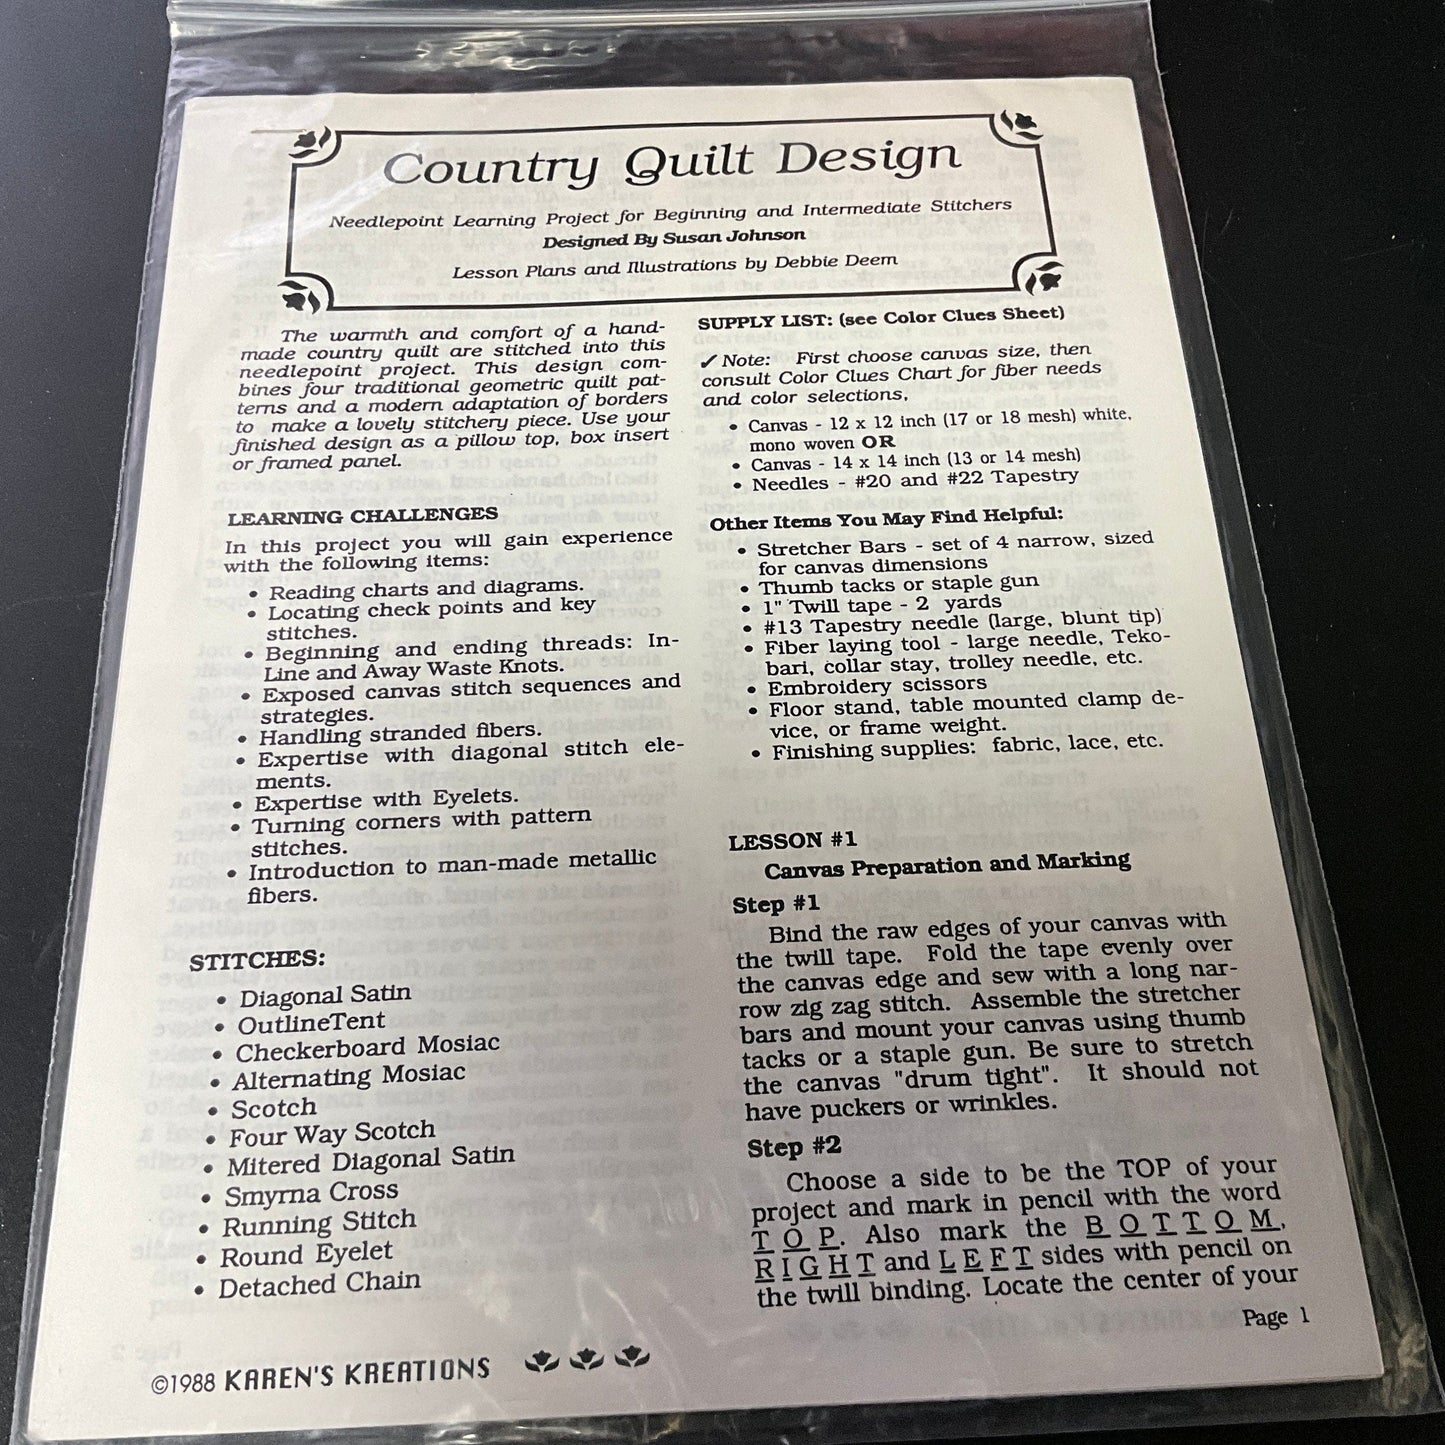 Country Quilt Design
Needlepoint Learning Project for Beginning and Intermediate Stitchers
Designed By Susan Johnson
Lesson Plans and Illustrations by Debbie Deem
The warmth and comfort of a hand-
made country quilt are stitched into this
needlepoint project. This design com-
bines four traditional geometric quilt pat-
terns and a modern adaptation of borders
to make a lovely stitchery piece. Use your
finished design as a pillow top, box insert
or framed panel.
LEARNING CHALLENGES
In this project you will gain experience
with the following items:
• Reading charts and diagrams.
• Locating check points and key
stitches.
• Beginning and ending threads: In-
Line and Away Waste Knots.
• Exposed canvas stitch sequences and
strategies.
• Handling stranded fibers.
• Expertise with diagonal stitch ele-
ments.
• Expertise with Eyelets.
• Turning corners with pattern
stitches.
• Introduction to man-made metallic
fibers.
STITCHES:
• Diagonal Satin
• OutlineTent
• Checkerboard Mosiac
• Alternating Mosiac
• Scotch
• Four Way Scotch
• Mitered Diagonal Satin
• Smyrna Cross
• Running Stitch
• Round Eyelet
• Detached Chain
SUPPLY LIST: (see Color Clues Sheet)
✓ Note: First choose canvas size, then
consult Color Clues Chart for fiber needs
and color selections,
• Canvas - 12 x 12 inch (17 or 18 mesh) white,
mono woven OR
• Canvas - 14 x 14 inch (13 or 14 mesh)
• Needles - #20 and #22 Tapestry
Other Items You May Find Helpful:
• Stretcher Bars - set of 4 narrow, sized
for canvas dimensions
• Thumb tacks or staple gun
• 1" Twill tape - 2 yards
• #13 Tapestry needle (large, blunt tip)
• Fiber laying tool - large needle, Teko-
bari, collar stay, trolley needle, etc.
• Embroidery scissors
• Floor stand, table mounted clamp de-
vice, or frame weight.
• Finishing supplies: fabric, lace, etc.
LESSON #1
Canvas Preparation and Marking
Step #1
Bind the raw edges of your canvas with
the twill tape. Fold the tape evenly over
the canvas edge and sew with a long nar-
row zig zag stitch. Assemble the stretcher
bars and mount your canvas using thumb
tacks or a staple gun. Be sure to stretch
the canvas "drum tight". It should not
have puckers or wrinkles.
Step #2
Choose a side to be the TOP of your
project and mark in pencil with the word
T O P. Also mark the B O T T O M,
R I G H T and L E F T sides with pencil on
the twill binding. Locate the center of your
Page 1
©1988 KAREN'S KREATIONS